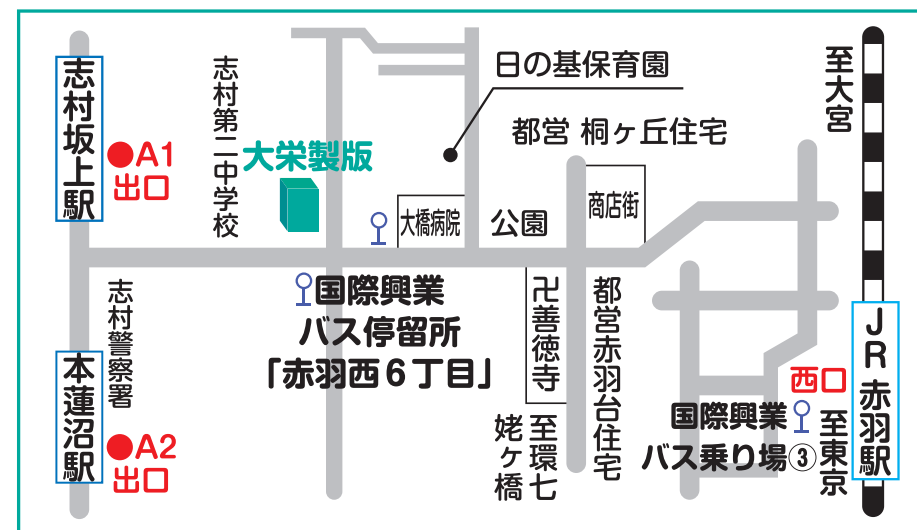 志村坂上駅
●A1
出口
志村第二中学校
大栄製版
日の基保育園
都営 桐ヶ丘住宅
至大宮
大橋病院
公園
商店街
志村警察署
本蓮沼駅
●A2
出口
国際興業
バス停留所
「赤羽西6丁目」
卍善徳寺
都営赤羽台住宅
至環七
姥ヶ橋
西口
国際興業
バス乗り場③
至東京
JR 赤羽駅